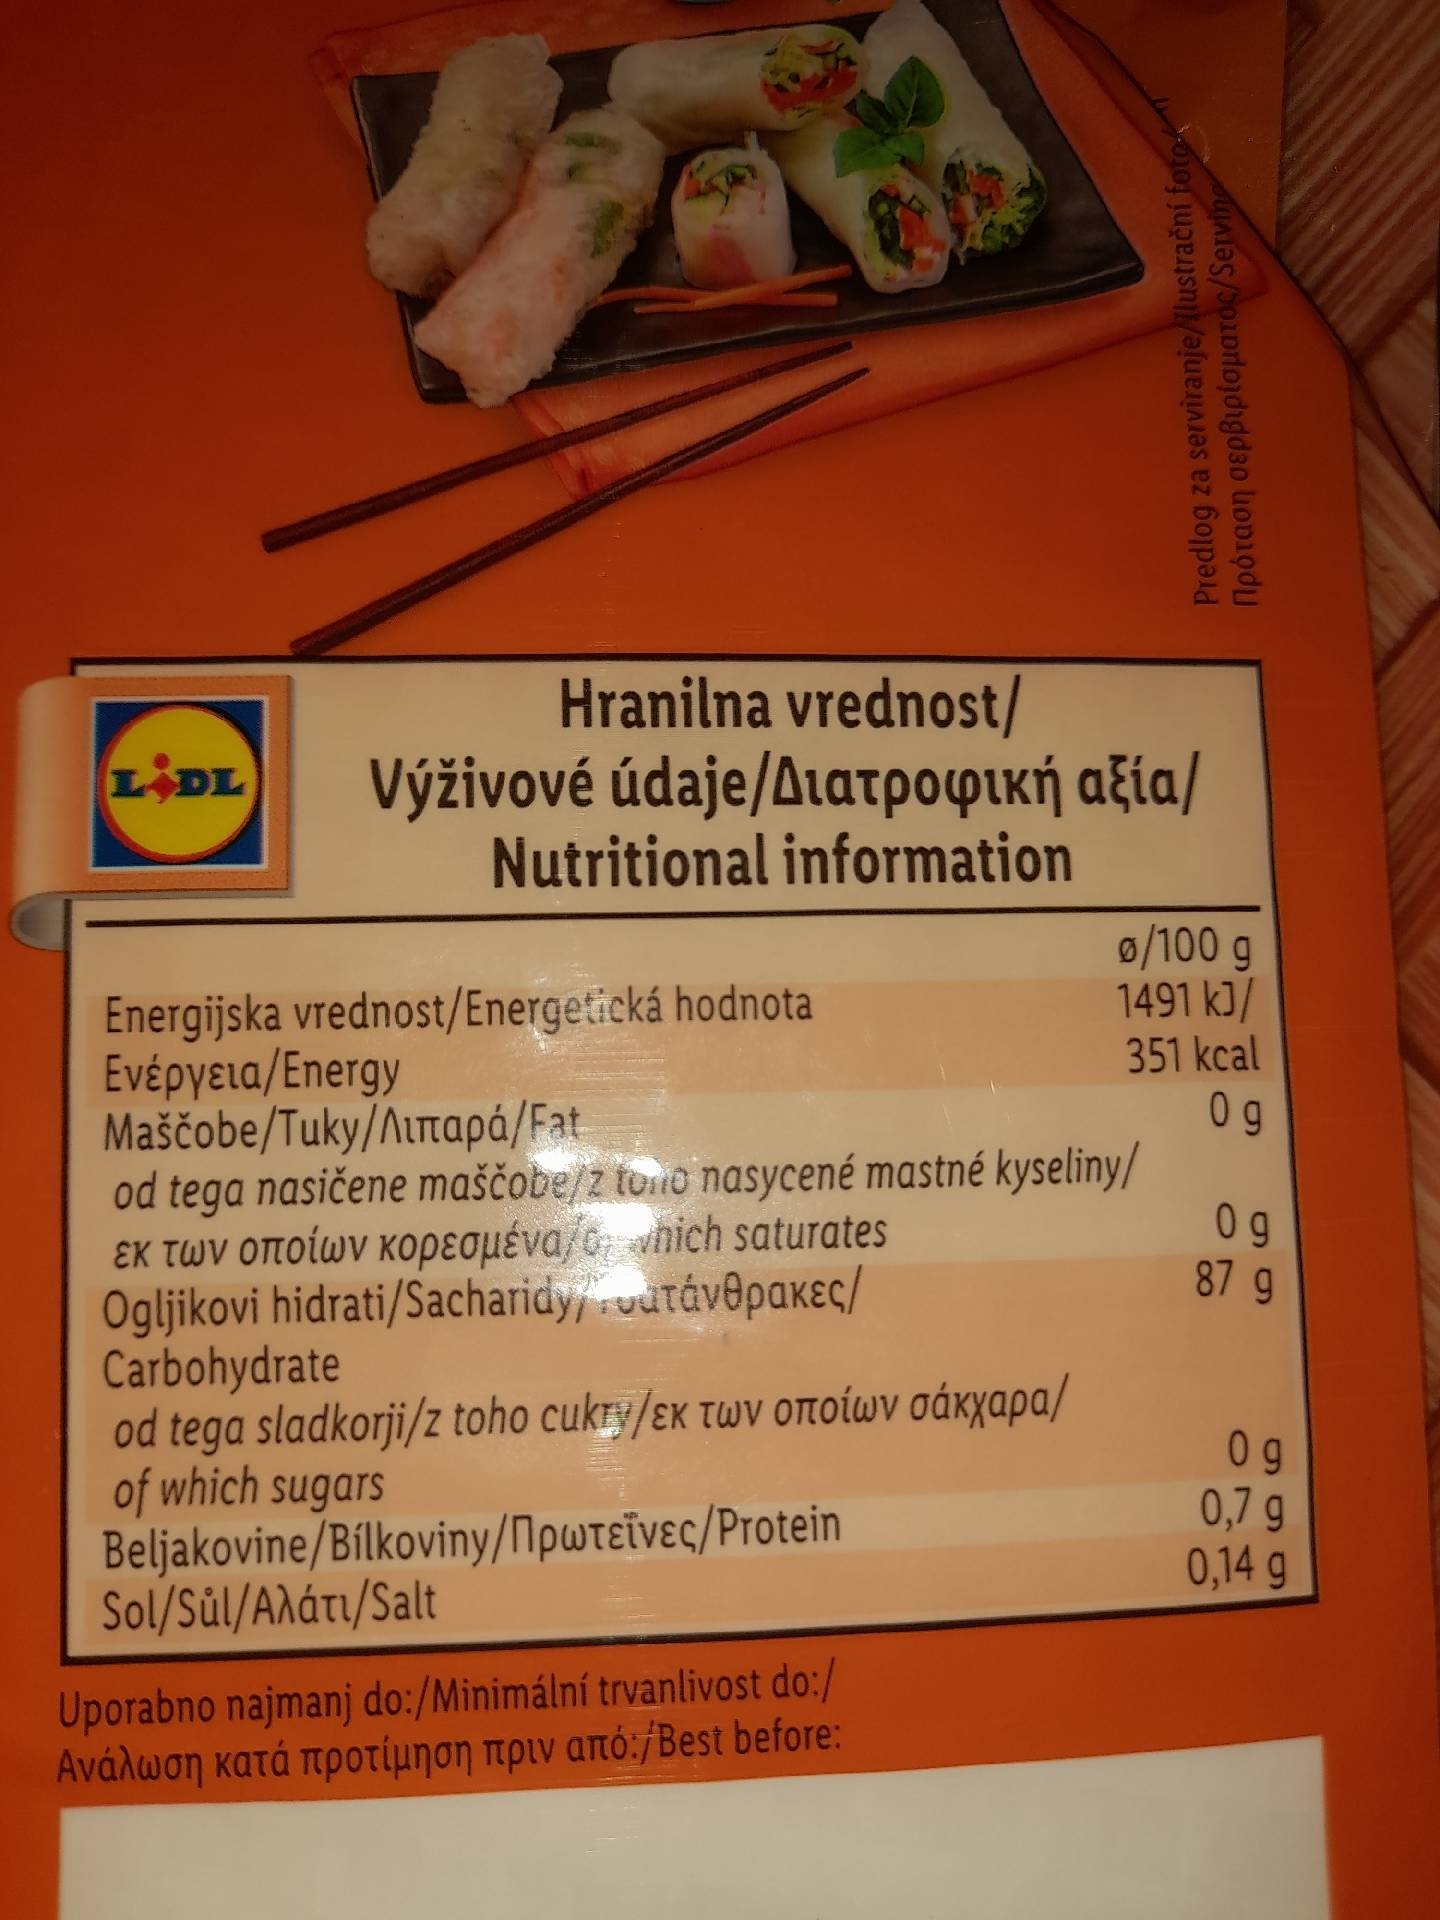 Predlog za serviranje/Ilustrační
Πρόταση σερβιρίσματος/Serving
LIDL
Hranilna vrednost/
Výživové údaje/Διατροφική αξία/
Nutritional information
ø/100 g
Energijska vrednost/Energetická hodnota 1491 kJ/
Ενέργεια/Energy 351 kcal
Maščobe/Tuky/Λιπαρά/Fat 0 g
od tega nasičene maščobe/z toho nasycené mastné kyseliny/
εκ των οποίων κορεσμένα/of which saturates 0 g
Ogljikovi hidrati/Sacharidy/Υδατάνθρακες/ 87 g
Carbohydrate
od tega sladkorji/z toho cukry/εκ των οποίων σάκχαρα/
of which sugars 0 g
Beljakovine/Bílkoviny/Πρωτεΐνες/Protein 0,7 g
Sol/Sůl/Αλάτι/Salt 0,14 g
Uporabno najmanj do:/Minimální trvanlivost do:/
Ανάλωση κατά προτίμηση πριν από:/Best before: